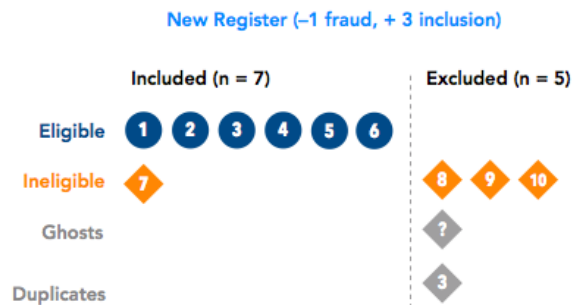 New Register (–1 fraud, + 3 inclusion)
Included (n = 7) Excluded (n = 5)
Eligible 1 2 3 4 5 6
Ineligible 7 8 9 10
Ghosts ?
Duplicates 3